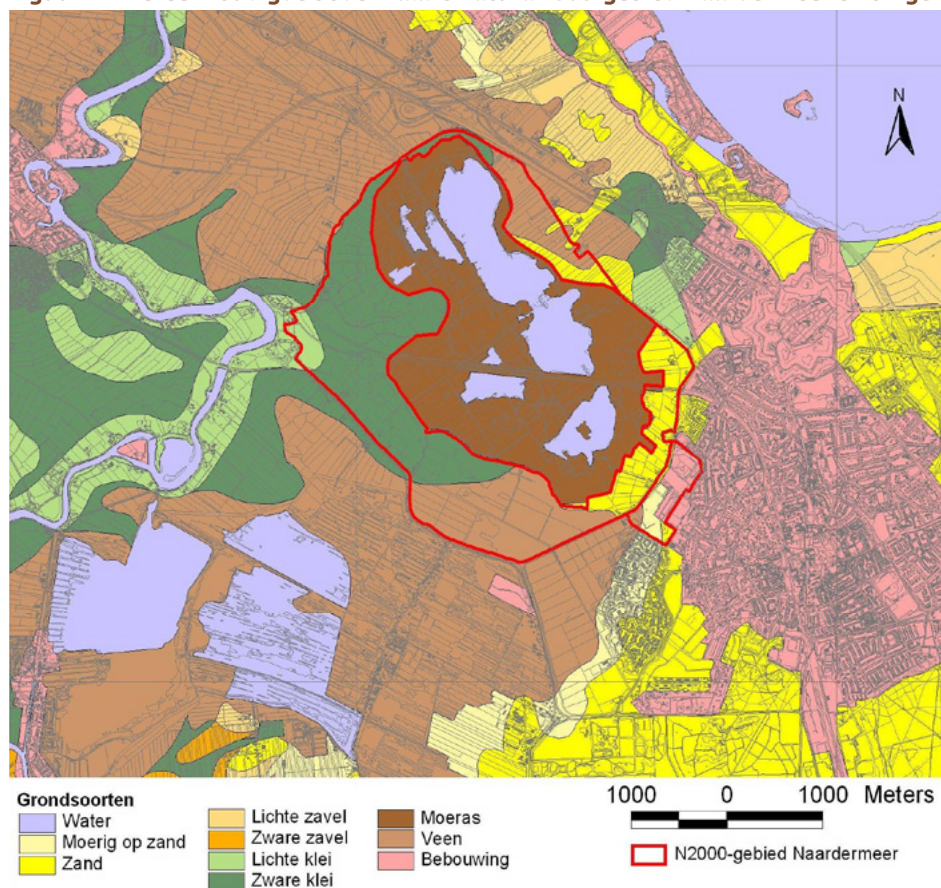 N
Grondsoorten
Water
Moerig op zand
Zand
Lichte zavel
Zware zavel
Lichte klei
Zware klei
Moeras
Veen
Bebouwing
1000 0 1000 Meters
N2000-gebied Naardermeer